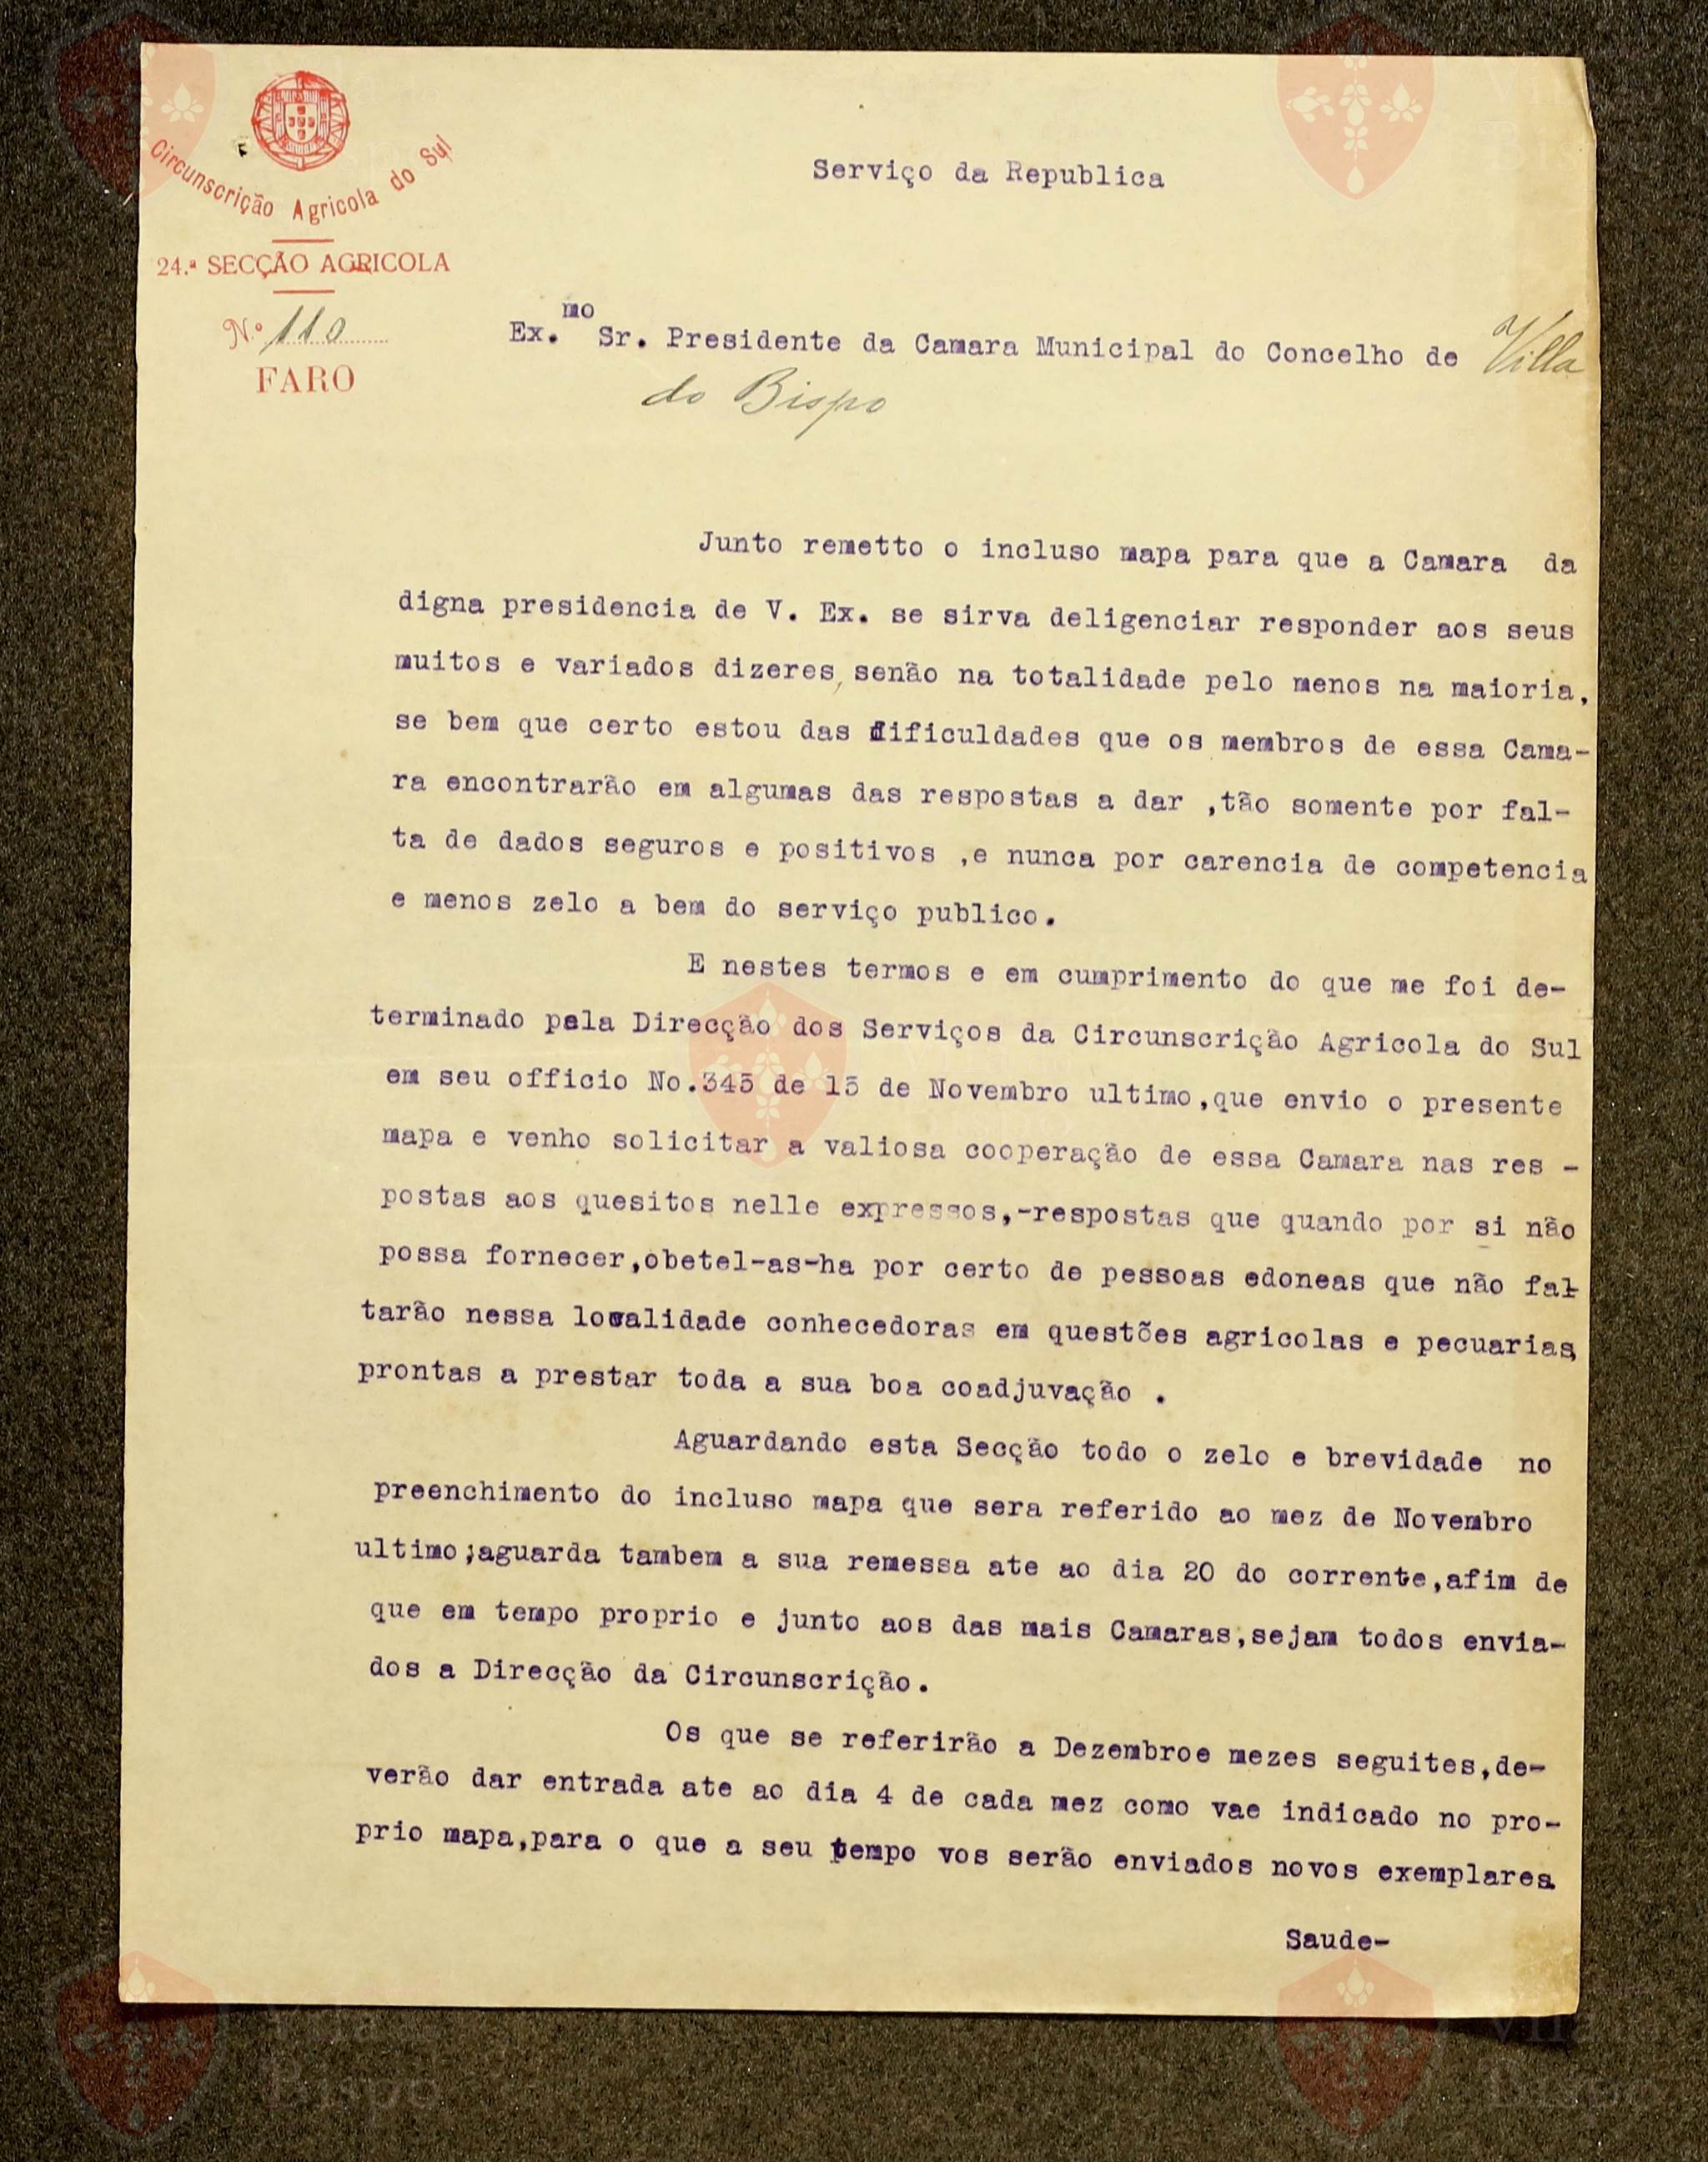 Circunscrição Agricola do Sul
24.ª SECÇÃO AGRICOLA
N.º 110
FARO
Serviço da Republica
Ex.mo Sr. Presidente da Camara Municipal do Concelho de Villa
do Bispo
Junto remetto o incluso mapa para que a Camara da
digna presidencia de V. Ex. se sirva deligenciar responder aos seus
muitos e variados dizeres, senão na totalidade pelo menos na maioria,
se bem que certo estou das dificuldades que os membros de essa Cama-
ra encontrarão em algumas das respostas a dar ,tão somente por fal-
ta de dados seguros e positivos ,e nunca por carencia de competencia
e menos zelo a bem do serviço publico.
E nestes termos e em cumprimento do que me foi de-
terminado pela Direcção dos Serviços da Circunscrição Agricola do Sul
em seu officio No.345 de 15 de Novembro ultimo,que envio o presente
mapa e venho solicitar a valiosa cooperação de essa Camara nas res -
postas aos quesitos nelle expressos,-respostas que quando por si não
possa fornecer,obetel-as-ha por certo de pessoas edoneas que não fal-
tarão nessa localidade conhecedoras em questões agricolas e pecuarias,
prontas a prestar toda a sua boa coadjuvação .
Aguardando esta Secção todo o zelo e brevidade no
preenchimento do incluso mapa que sera referido ao mez de Novembro
ultimo;aguarda tambem a sua remessa ate ao dia 20 do corrente,afim de
que em tempo proprio e junto aos das mais Camaras,sejam todos envia-
dos a Direcção da Circunscrição.
Os que se referirão a Dezembroe mezes seguites,de-
verão dar entrada ate ao dia 4 de cada mez como vae indicado no pro-
prio mapa,para o que a seu tempo vos serão enviados novos exemplares.
Saude-
Vila do
Bispo
Vila do
Bispo